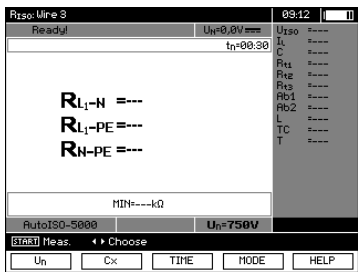 RISO: Wire 3 09:12
Ready! UN=0,0V
tn=00:30
UISO =---
IL =---
C =---
Rt1 =---
Rt2 =---
Rt3 =---
Ab1 =---
Ab2 =---
L =---
TC =---
T =---
RL1-N =---
RL1-PE =---
RN-PE =---
MIN=---kΩ
AutoISO-5000 Un=750V
START Meas. Choose
Un Cx TIME MODE HELP